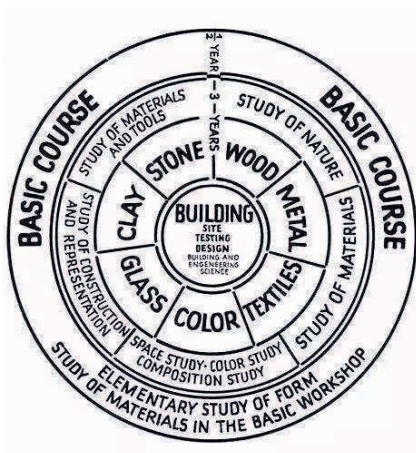 BASIC COURSE
½ YEAR
BASIC COURSE
ELEMENTARY STUDY OF FORM
STUDY OF MATERIALS IN THE BASIC WORKSHOP
3 YEARS
STUDY OF NATURE
STUDY OF MATERIALS
SPACE STUDY · COLOR STUDY
COMPOSITION STUDY
STUDY OF CONSTRUCTION
AND REPRESENTATION
STUDY OF MATERIALS
AND TOOLS
STONE
WOOD
METAL
TEXTILES
COLOR
GLASS
CLAY
BUILDING
SITE
TESTING
DESIGN
BUILDING AND
ENGENEERING
SCIENCE